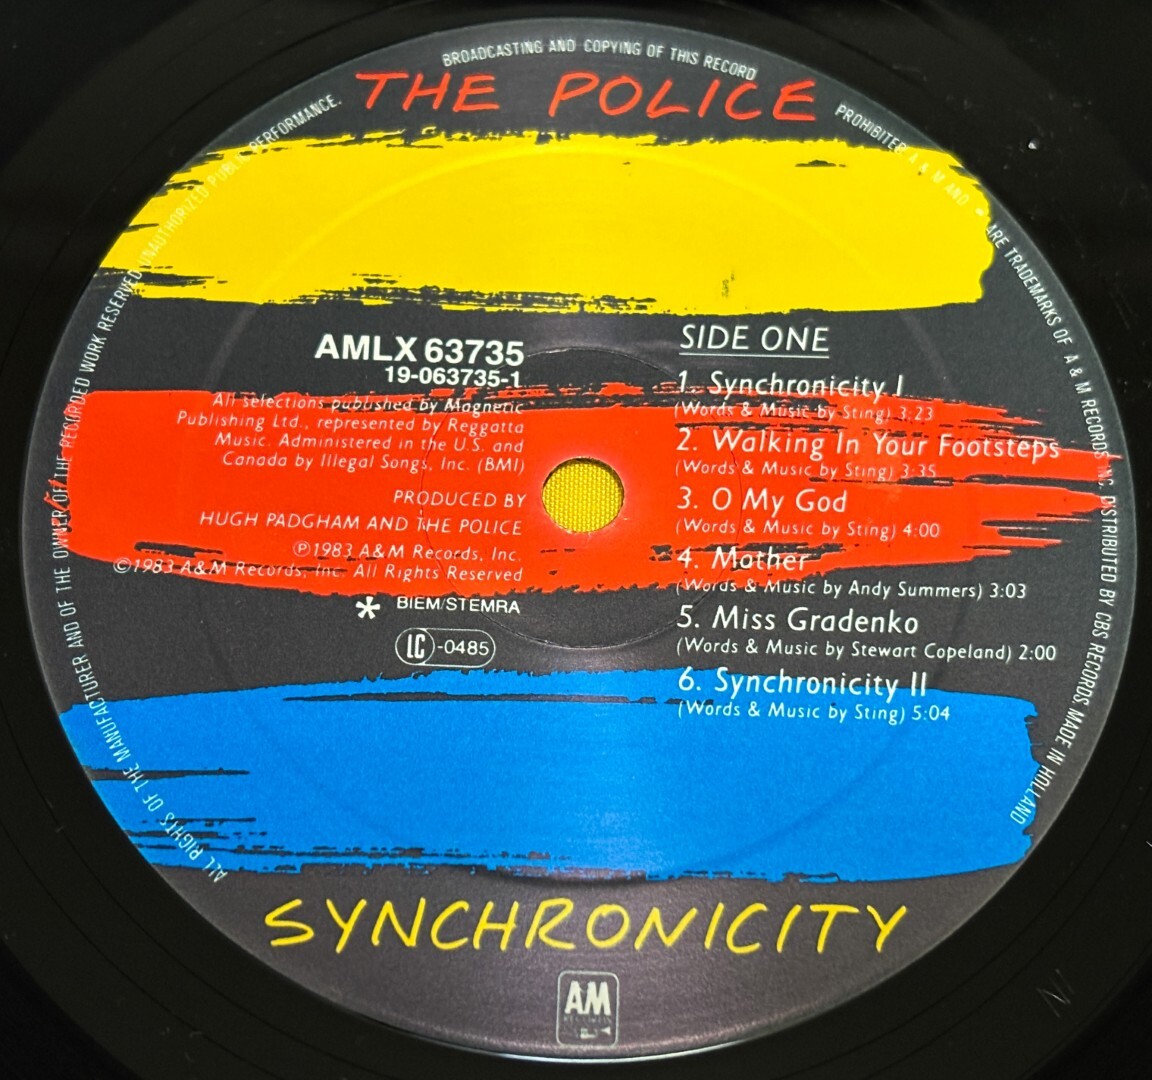 BROADCASTING AND COPYING OF THIS RECORD
THE POLICE
AMLX 63735
19-063735-1
All selections published by Magnetic
Publishing Ltd., represented by Reggatta
Music. Administered in the U.S. and
Canada by Illegal Songs, Inc. (BMI)
PRODUCED BY
HUGH PADGHAM AND THE POLICE
℗1983 A&M Records, Inc.
©1983 A&M Records, Inc. All Rights Reserved
* BIEM/STEMRA
LC-0485
SIDE ONE
1. Synchronicity I
(Words & Music by Sting) 3:23
2. Walking In Your Footsteps
(Words & Music by Sting) 3:35
3. O My God
(Words & Music by Sting) 4:00
4. Mother
(Words & Music by Andy Summers) 3:03
5. Miss Gradenko
(Words & Music by Stewart Copeland) 2:00
6. Synchronicity II
(Words & Music by Sting) 5:04
SYNCHRONICITY
AM
ALL RIGHTS OF THE MANUFACTURER AND OF THE OWNER OF THE RECORDED WORK RESERVED. UNAUTHORIZED PUBLIC PERFORMANCE.
PROHIBITED A & M AND ARE TRADEMARKS OF A & M RECORDS INC. DISTRIBUTED BY CBS RECORDS MADE IN HOLLAND